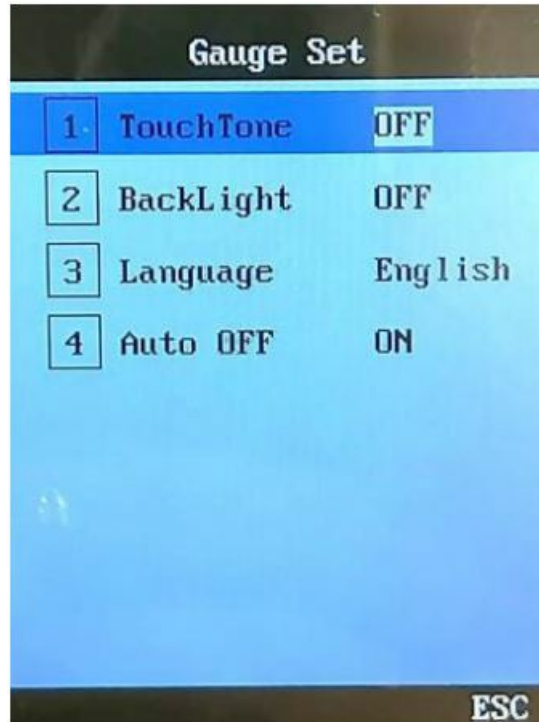 Gauge Set
1 TouchTone OFF
2 BackLight OFF
3 Language English
4 Auto OFF ON
ESC